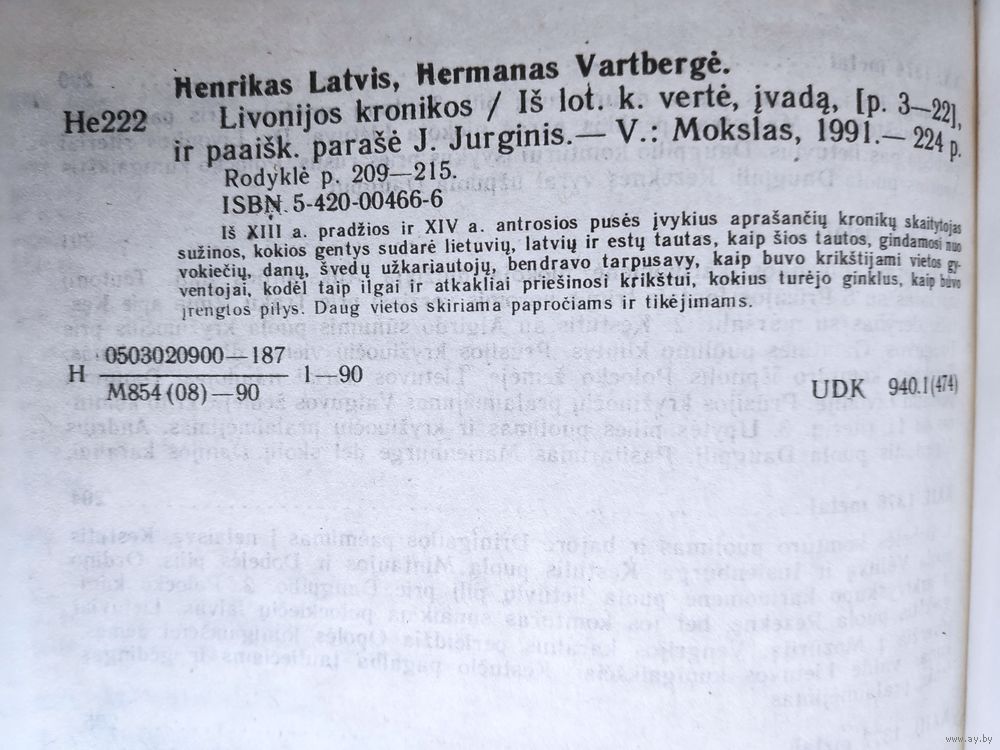 Henrikas Latvis, Hermanas Vartbergė.
He222 Livonijos kronikos / Iš lot. k. vertė, įvadą, [p. 3—22],
ir paaišk. parašė J. Jurginis. — V.: Mokslas, 1991. — 224 p.
Rodyklė p. 209—215.
ISBN 5-420-00466-6
Iš XIII a. pradžios ir XIV a. antrosios pusės įvykius aprašančių kronikų skaitytojas
sužinos, kokios gentys sudarė lietuvių, latvių ir estų tautas, kaip šios tautos, gindamosi nuo
vokiečių, danų, švedų užkariautojų, bendravo tarpusavy, kaip buvo krikštijami vietos gy-
ventojai, kodėl taip ilgai ir atkakliai priešinosi krikštui, kokius turėjo ginklus, kaip buvo
įrengtos pilys. Daug vietos skiriama papročiams ir tikėjimams.
0503020900—187
H 1—90
M854(08)—90
UDK 940.1(474)
www.ay.by